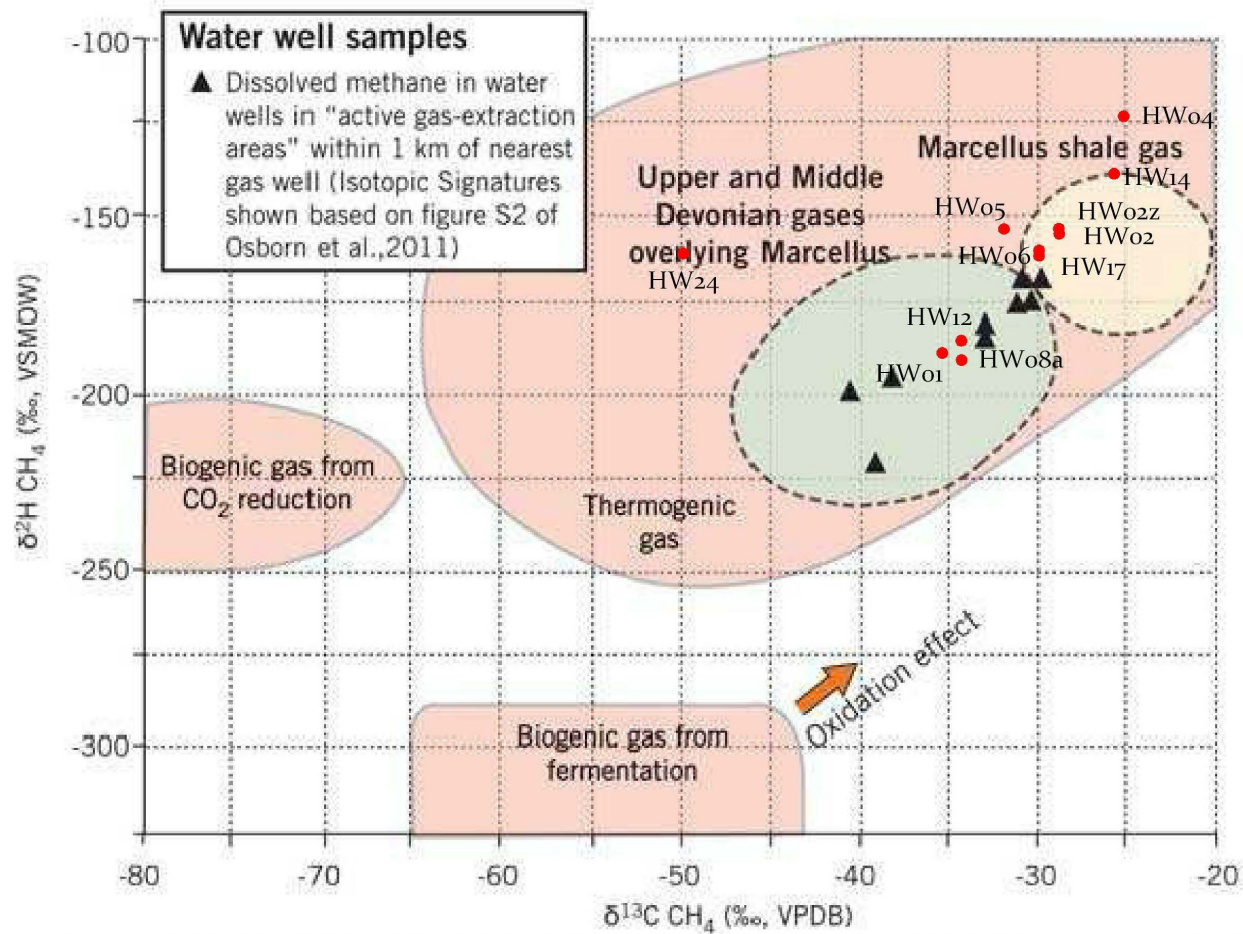 Water well samples
▲ Dissolved methane in water
wells in “active gas-extraction
areas” within 1 km of nearest
gas well (Isotopic Signatures
shown based on figure S2 of
Osborn et al.,2011)
-100
-150
-200
-250
-300
δ²H CH₄ (‰, VSMOW)
HW04
Marcellus shale gas
HW14
Upper and Middle
Devonian gases
overlying Marcellus
HW05
HW02z
HW02
HW06
HW17
HW24
HW12
HW08a
HW01
Biogenic gas from
CO₂ reduction
Thermogenic
gas
Oxidation effect
Biogenic gas from
fermentation
-80
-70
-60
-50
-40
-30
-20
δ¹³C CH₄ (‰, VPDB)